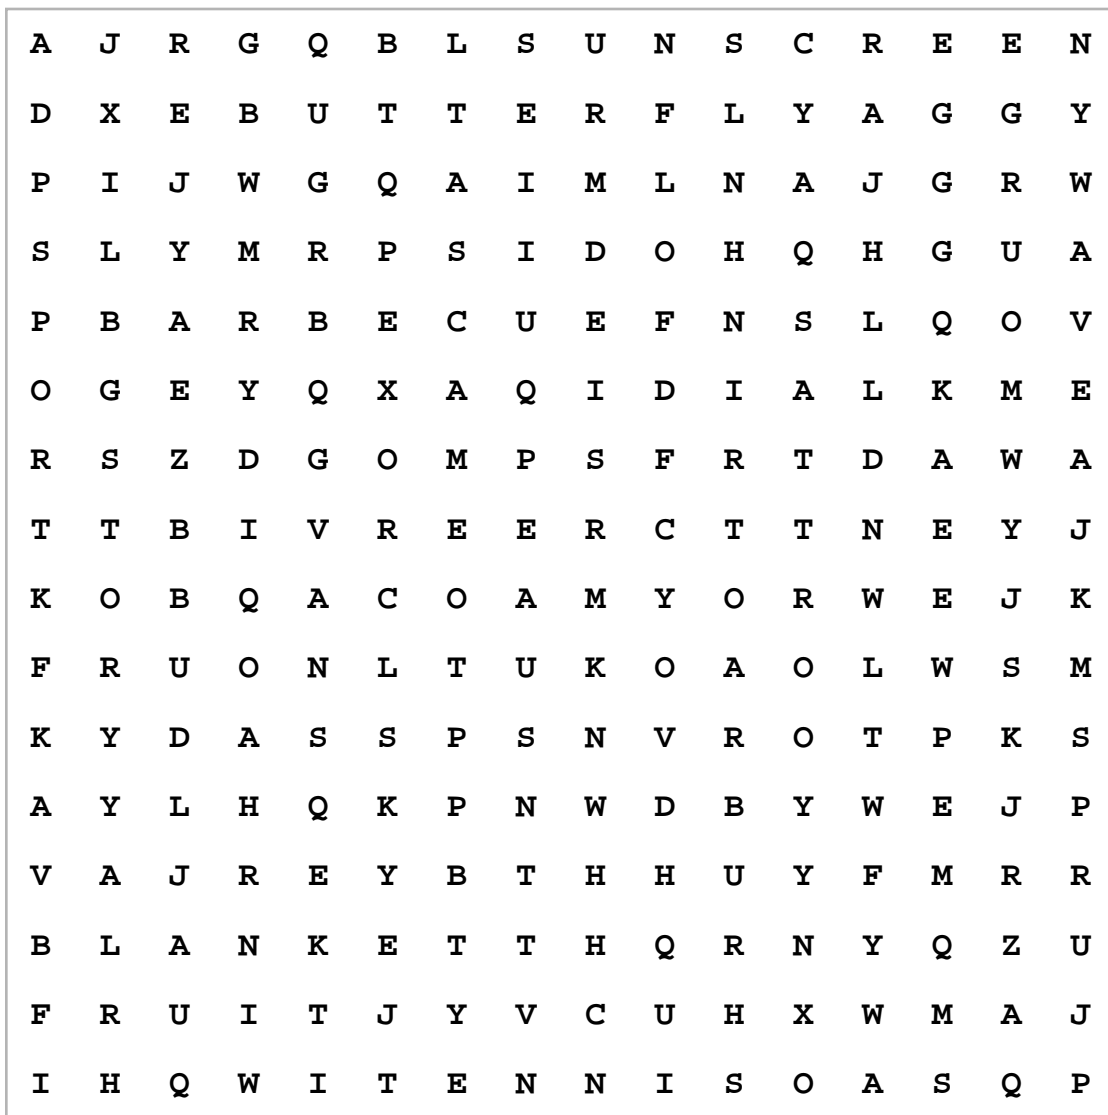 A J R G Q B L S U N S C R E E N
D X E B U T T E R F L Y A G G Y
P I J W G Q A I M L N A J G R W
S L Y M R P S I D O H Q H G U A
P B A R B E C U E F N S L Q O V
O G E Y Q X A Q I D I A L K M E
R S Z D G O M P S F R T D A W A
T T B I V R E E R C T T N E Y J
K O B Q A C O A M Y O R W E J K
F R U O N L T U K O A O L W S M
K Y D A S S P S N V R O T P K S
A Y L H Q K P N W D B Y W E J P
V A J R E Y B T H H U Y F M R R
B L A N K E T T H Q R N Y Q Z U
F R U I T J Y V C U H X W M A J
I H Q W I T E N N I S O A S Q P